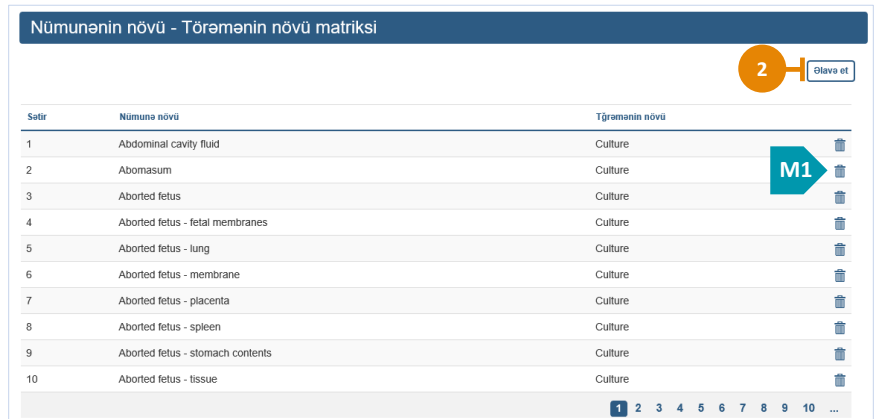 Nümunənin növü - Törəmənin növü matriksi
2
Əlavə et
Sətir Nümunə növü Tğrəmənin növü
1 Abdominal cavity fluid Culture
M1
2 Abomasum Culture
3 Aborted fetus Culture
4 Aborted fetus - fetal membranes Culture
5 Aborted fetus - lung Culture
6 Aborted fetus - membrane Culture
7 Aborted fetus - placenta Culture
8 Aborted fetus - spleen Culture
9 Aborted fetus - stomach contents Culture
10 Aborted fetus - tissue Culture
1 2 3 4 5 6 7 8 9 10 ...